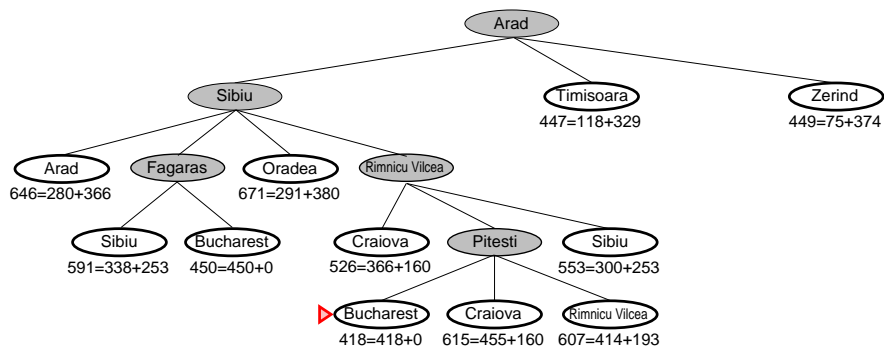 Arad
Sibiu Timisoara Zerind
447=118+329 449=75+374
Arad Fagaras Oradea Rimnicu Vilcea
646=280+366 671=291+380
Sibiu Bucharest Craiova Pitesti Sibiu
591=338+253 450=450+0 526=366+160 553=300+253
Bucharest Craiova Rimnicu Vilcea
418=418+0 615=455+160 607=414+193